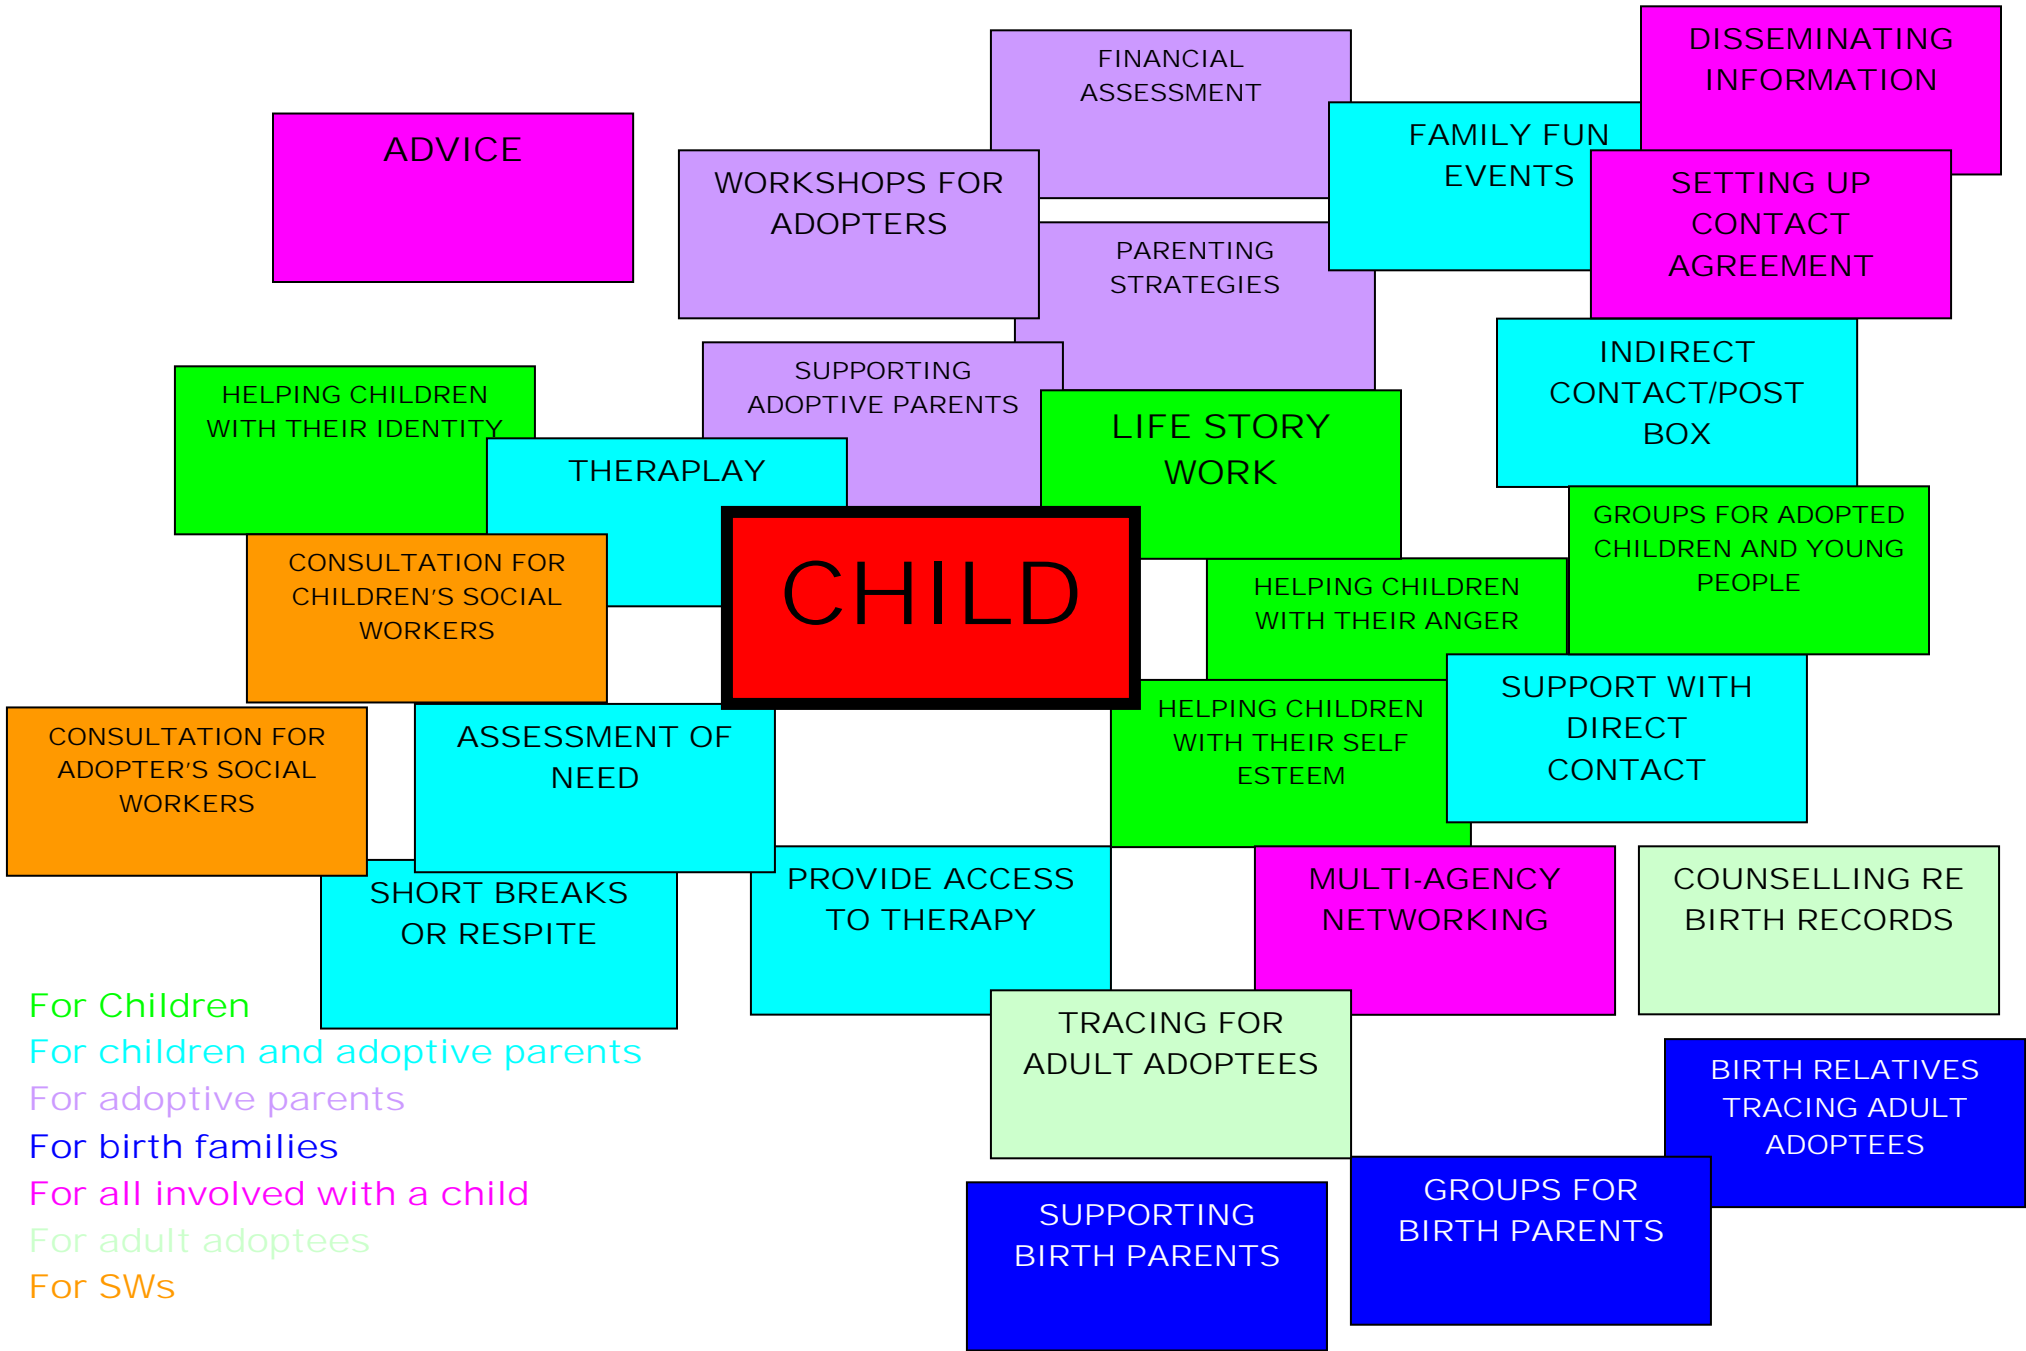 DISSEMINATING
INFORMATION
FINANCIAL
ASSESSMENT
ADVICE
FAMILY FUN
EVENTS
WORKSHOPS FOR
ADOPTERS
SETTING UP
CONTACT
AGREEMENT
PARENTING
STRATEGIES
INDIRECT
CONTACT/POST
BOX
SUPPORTING
ADOPTIVE PARENTS
HELPING CHILDREN
WITH THEIR IDENTITY
LIFE STORY
WORK
THERAPLAY
GROUPS FOR ADOPTED
CHILDREN AND YOUNG
PEOPLE
CONSULTATION FOR
CHILDREN'S SOCIAL
WORKERS
CHILD
HELPING CHILDREN
WITH THEIR ANGER
SUPPORT WITH
DIRECT
CONTACT
HELPING CHILDREN
WITH THEIR SELF
ESTEEM
CONSULTATION FOR
ADOPTER'S SOCIAL
WORKERS
ASSESSMENT OF
NEED
SHORT BREAKS
OR RESPITE
PROVIDE ACCESS
TO THERAPY
MULTI-AGENCY
NETWORKING
COUNSELLING RE
BIRTH RECORDS
TRACING FOR
ADULT ADOPTEES
BIRTH RELATIVES
TRACING ADULT
ADOPTEES
GROUPS FOR
BIRTH PARENTS
SUPPORTING
BIRTH PARENTS
For Children
For children and adoptive parents
For adoptive parents
For birth families
For all involved with a child
For adult adoptees
For SWs